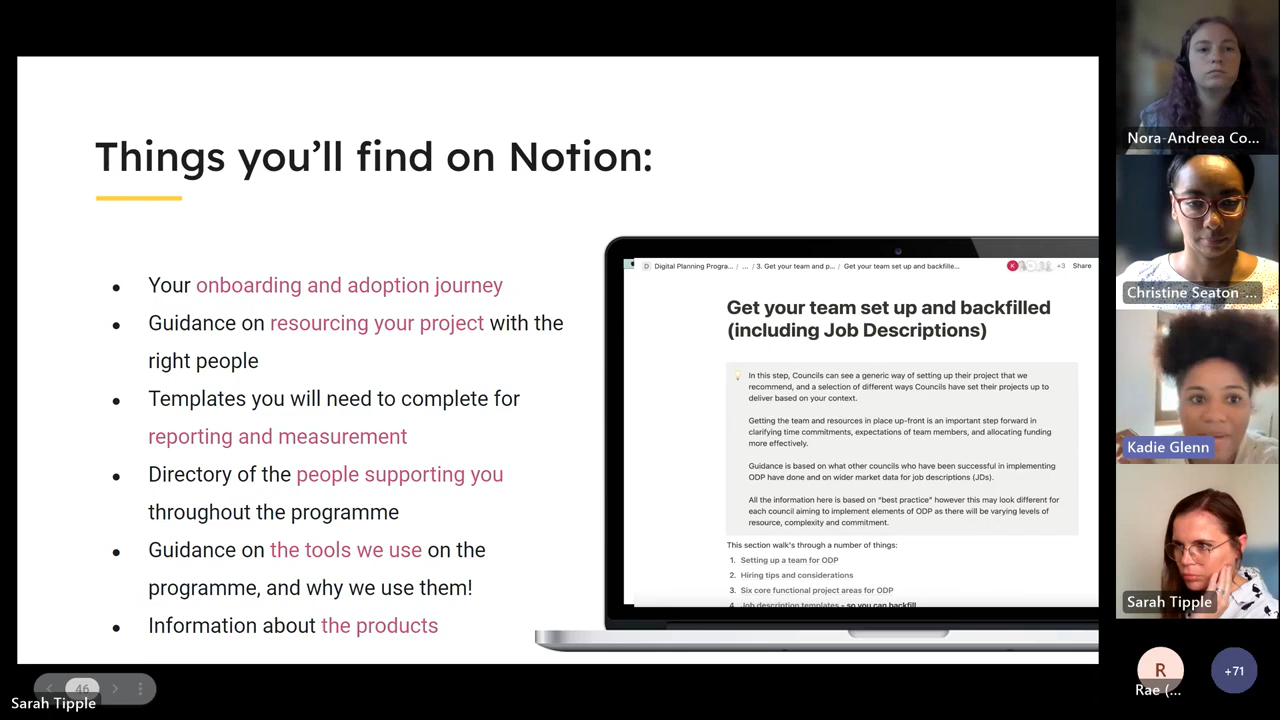 Things you’ll find on Notion:
Your onboarding and adoption journey
Guidance on resourcing your project with the
right people
Templates you will need to complete for
reporting and measurement
Directory of the people supporting you
throughout the programme
Guidance on the tools we use on the
programme, and why we use them!
Information about the products
D Digital Planning Progra... / ... / 3. Get your team and p... / Get your team set up and backfille... K +3 Share
Get your team set up and backfilled
(including Job Descriptions)
In this step, Councils can see a generic way of setting up their project that we
recommend, and a selection of different ways Councils have set their projects up to
deliver based on your context.
Getting the team and resources in place up-front is an important step forward in
clarifying time commitments, expectations of team members, and allocating funding
more effectively.
Guidance is based on what other councils who have been successful in implementing
ODP have done and on wider market data for job descriptions (JDs).
All the information here is based on “best practice” however this may look different for
each council aiming to implement elements of ODP as there will be varying levels of
resource, complexity and commitment.
This section walk's through a number of things:
1. Setting up a team for ODP
2. Hiring tips and considerations
3. Six core functional project areas for ODP
4. Job description templates - so you can backfill
46
Sarah Tipple
Nora-Andreea Co...
Christine Seaton -...
Kadie Glenn
Sarah Tipple
R
Rae (...
+71